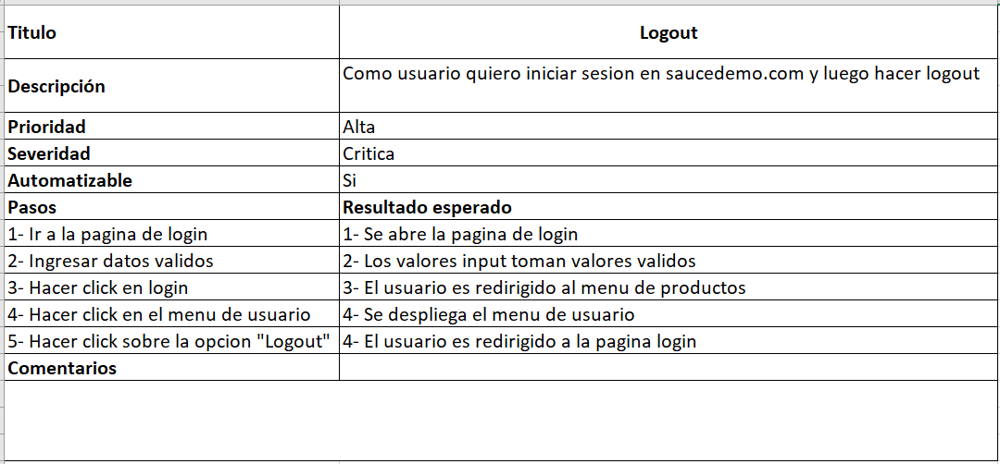 Titulo Logout
Descripción Como usuario quiero iniciar sesion en saucedemo.com y luego hacer logout
Prioridad Alta
Severidad Critica
Automatizable Si
Pasos Resultado esperado
1- Ir a la pagina de login 1- Se abre la pagina de login
2- Ingresar datos validos 2- Los valores input toman valores validos
3- Hacer click en login 3- El usuario es redirigido al menu de productos
4- Hacer click en el menu de usuario 4- Se despliega el menu de usuario
5- Hacer click sobre la opcion "Logout" 4- El usuario es redirigido a la pagina login
Comentarios